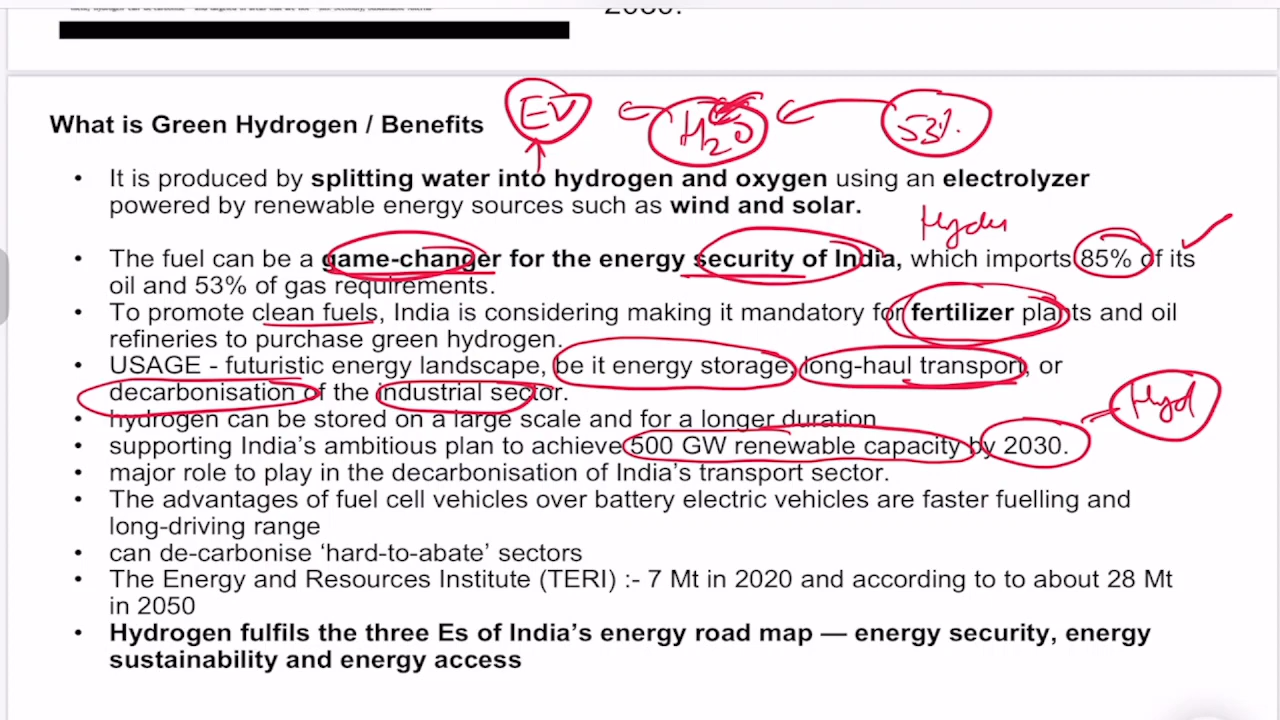 2030.
EV H₂O 53%
What is Green Hydrogen / Benefits
• It is produced by splitting water into hydrogen and oxygen using an electrolyzer
powered by renewable energy sources such as wind and solar.
• The fuel can be a game-changer for the energy security of India, which imports 85% of its
oil and 53% of gas requirements.
• To promote clean fuels, India is considering making it mandatory for fertilizer plants and oil
refineries to purchase green hydrogen.
• USAGE - futuristic energy landscape, be it energy storage, long-haul transport, or
decarbonisation of the industrial sector.
Hyd
• hydrogen can be stored on a large scale and for a longer duration
• supporting India’s ambitious plan to achieve 500 GW renewable capacity by 2030.
• major role to play in the decarbonisation of India’s transport sector.
• The advantages of fuel cell vehicles over battery electric vehicles are faster fuelling and
long-driving range
• can de-carbonise ‘hard-to-abate’ sectors
• The Energy and Resources Institute (TERI) :- 7 Mt in 2020 and according to to about 28 Mt
in 2050
• Hydrogen fulfils the three Es of India’s energy road map — energy security, energy
sustainability and energy access